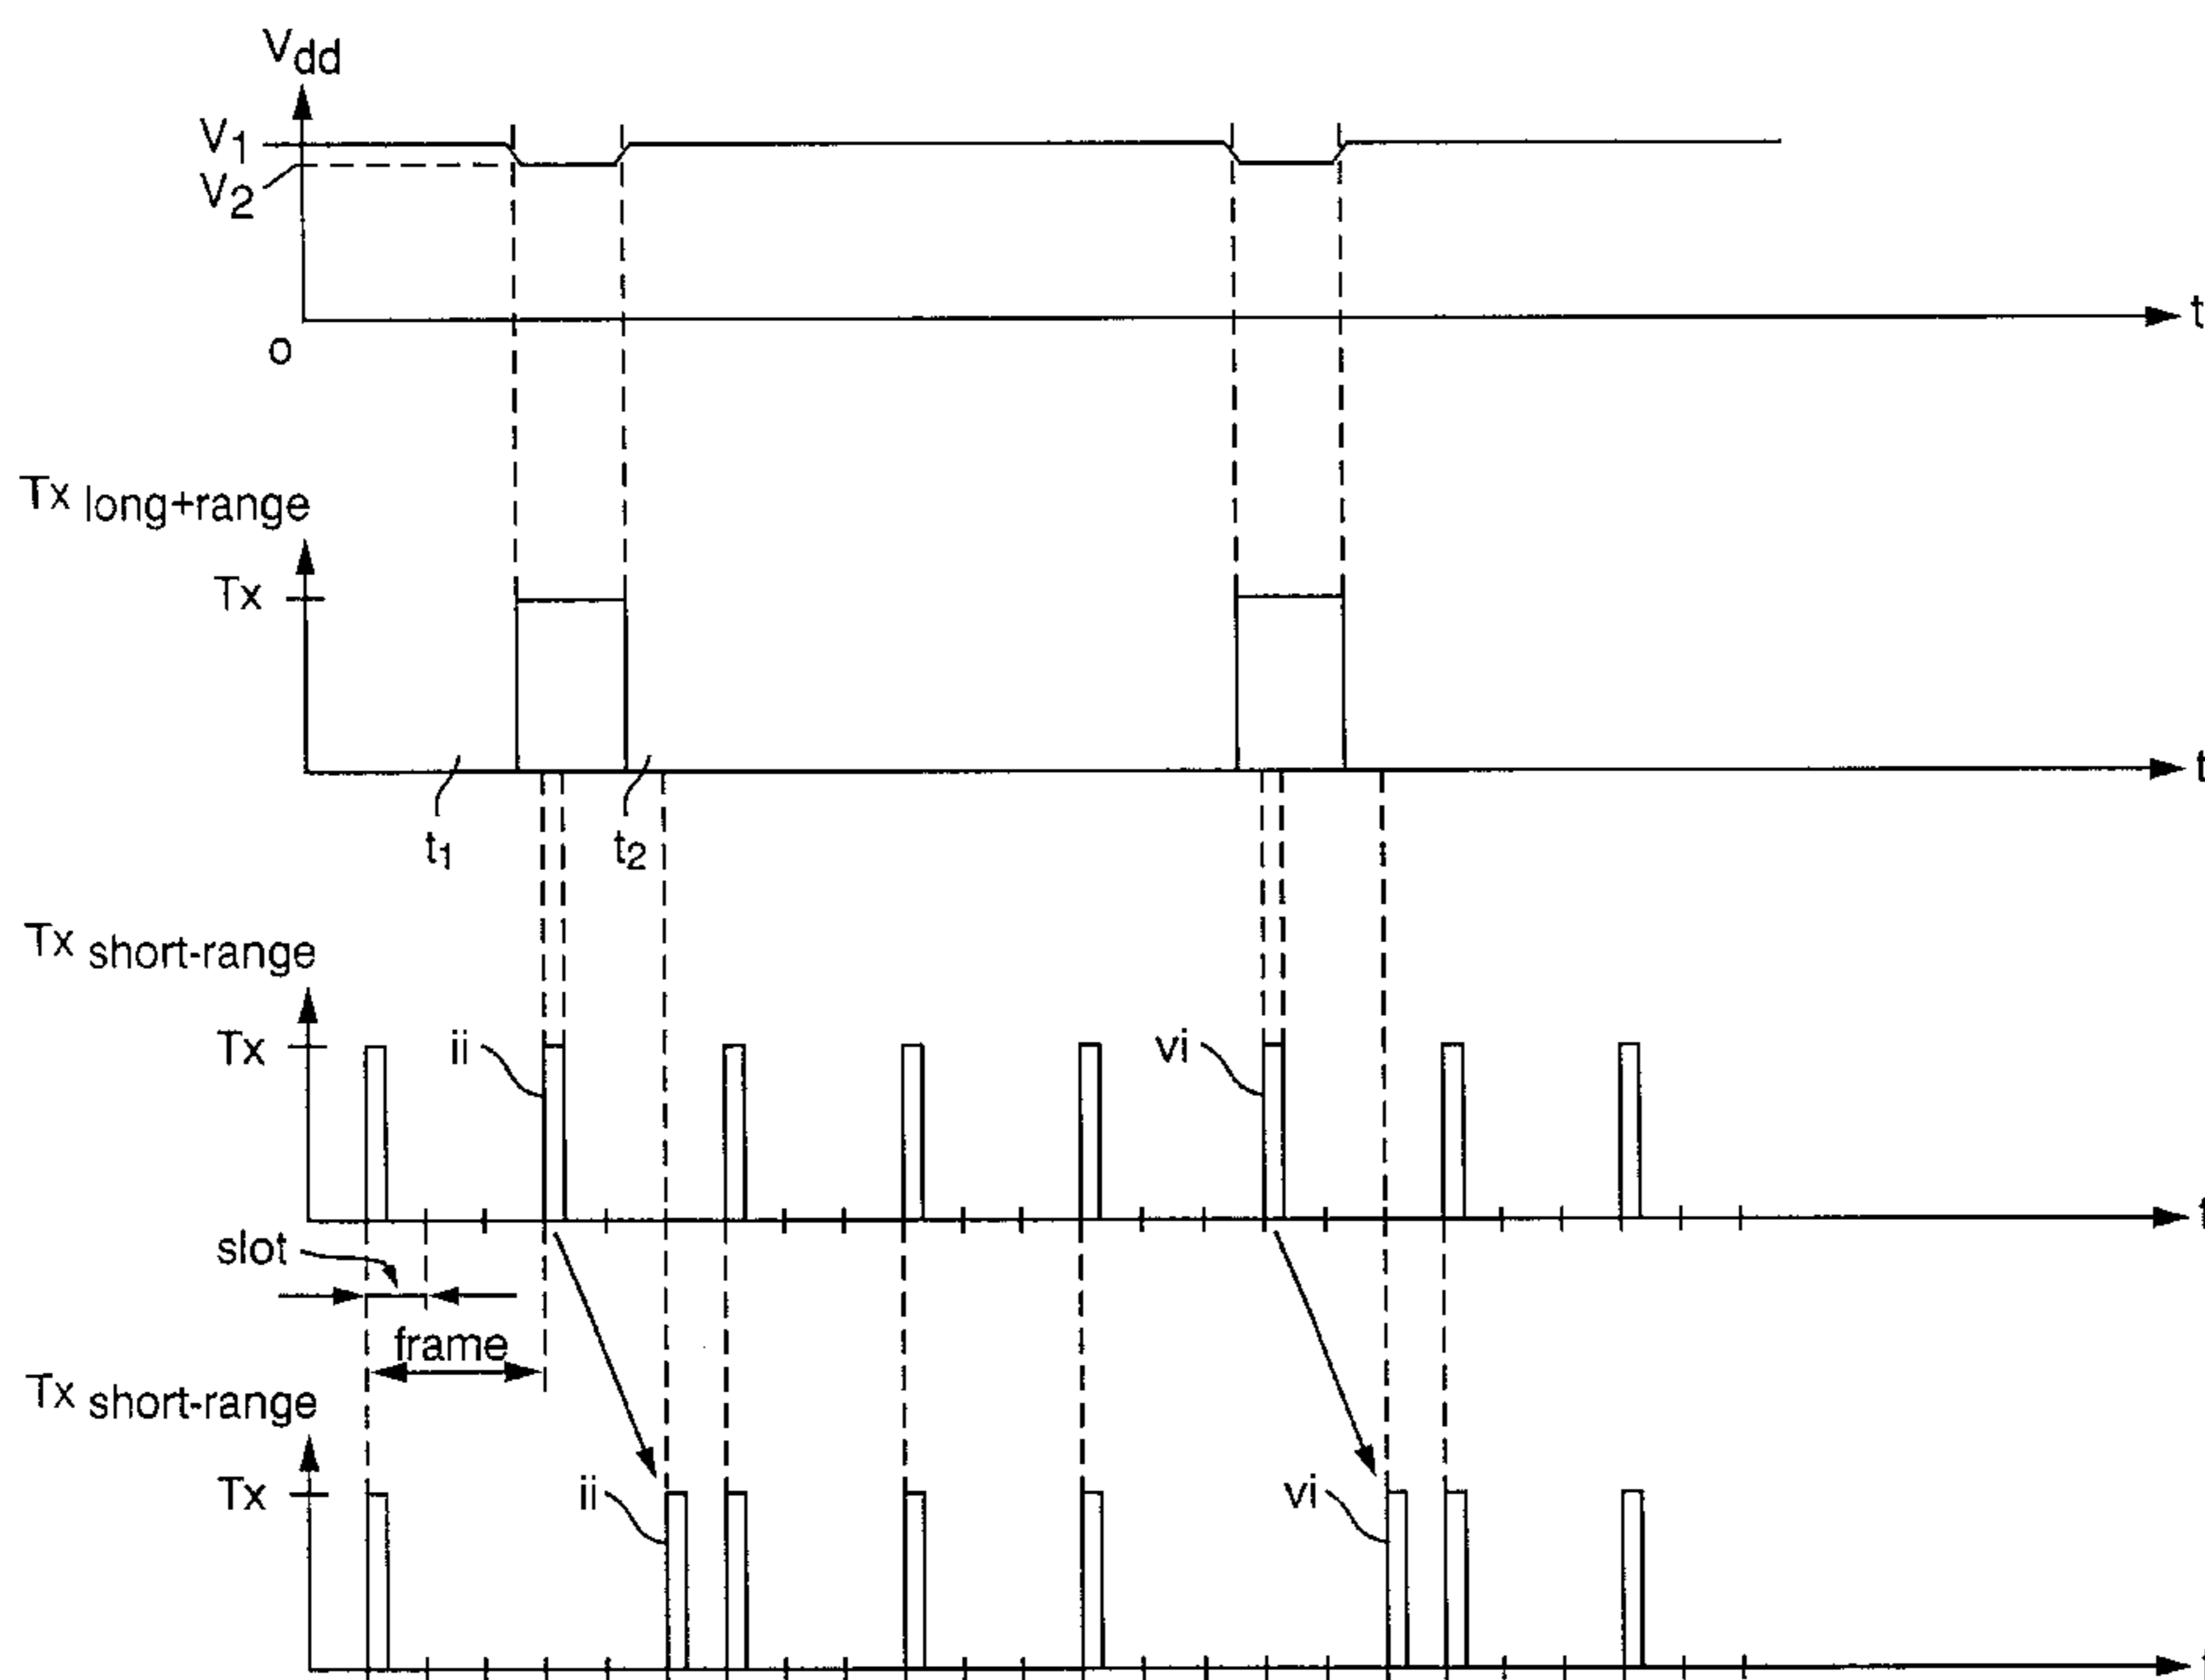 Vdd
V1
V2
o
t
Tx long+range
Tx
t
t1
t2
Tx short-range
Tx
ii
vi
t
slot
frame
Tx short-range
Tx
ii
vi